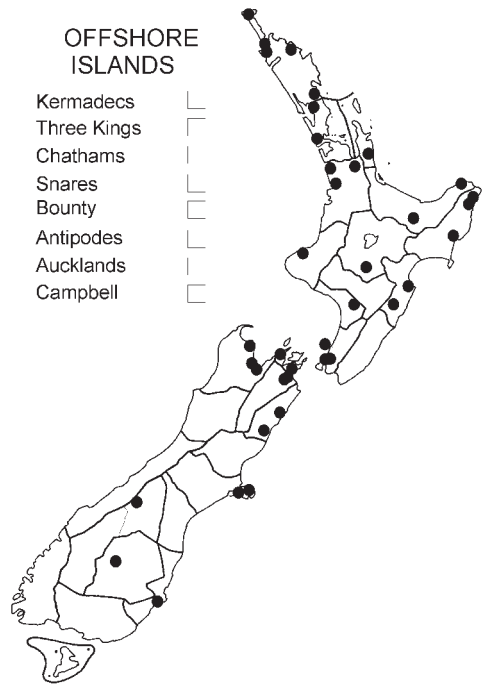 OFFSHORE
ISLANDS
Kermadecs
Three Kings
Chathams
Snares
Bounty
Antipodes
Aucklands
Campbell